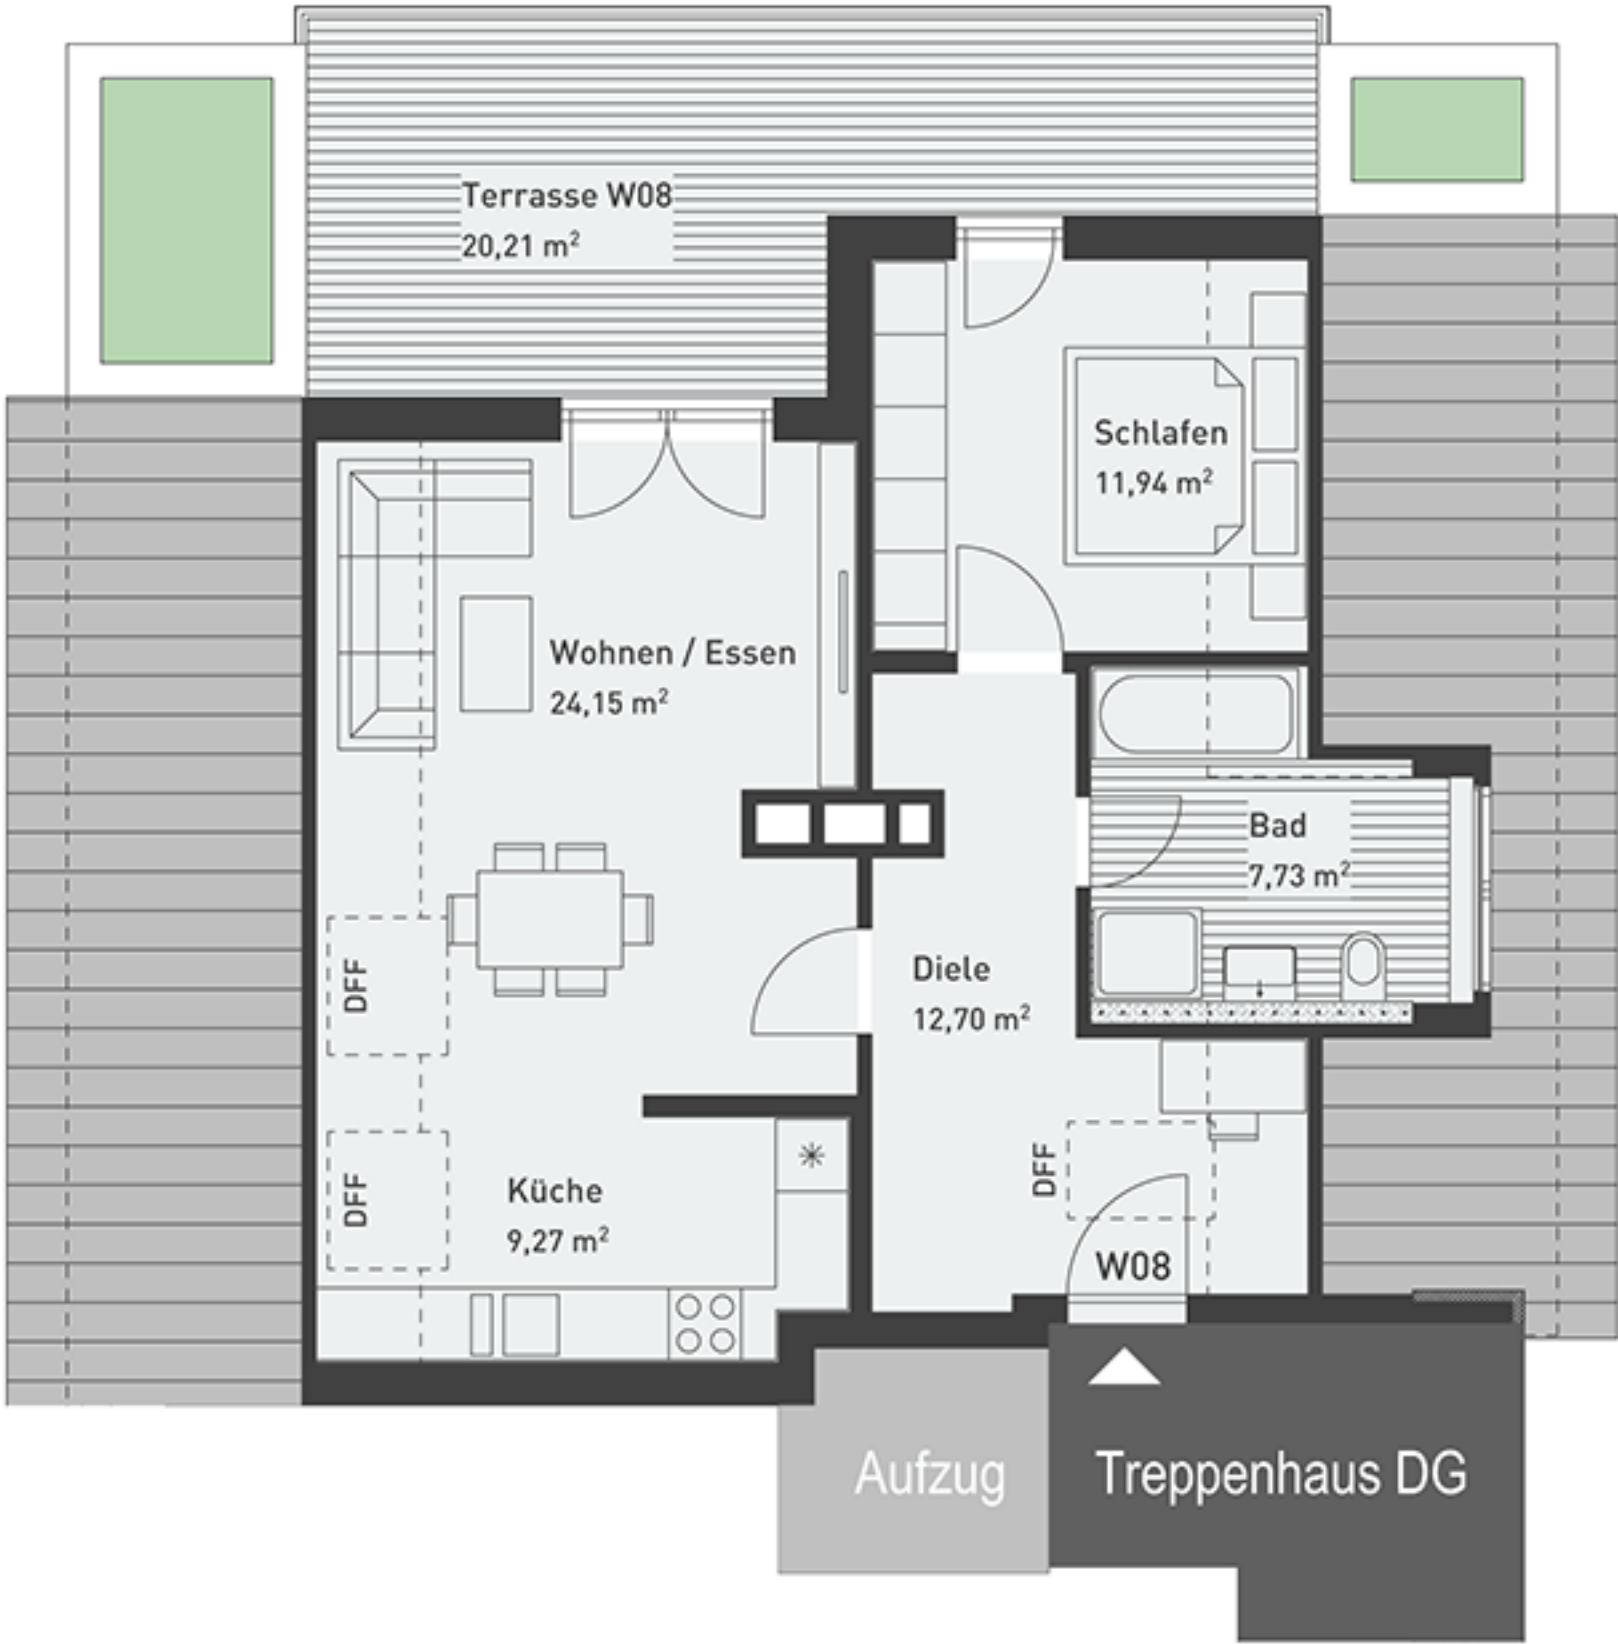 Terrasse W08
20,21 m²
Schlafen
11,94 m²
Wohnen / Essen
24,15 m²
Bad
7,73 m²
Diele
12,70 m²
DFF
DFF
DFF
Küche
9,27 m²
W08
Aufzug
Treppenhaus DG